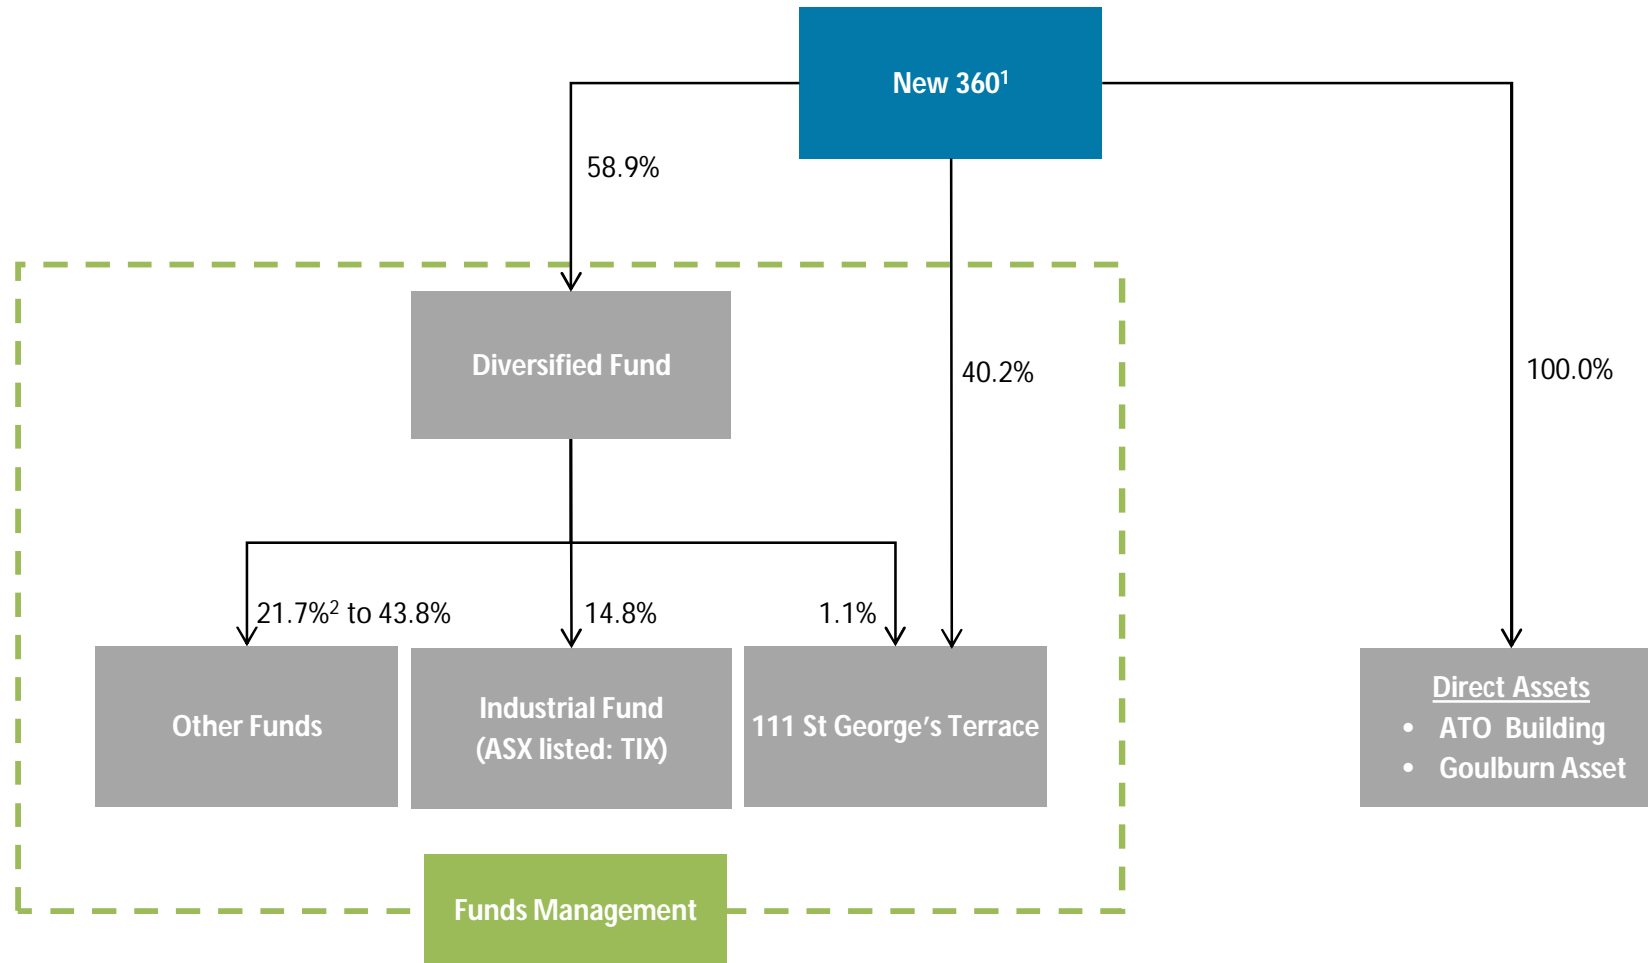 New 360¹
58.9%
Diversified Fund
40.2%
100.0%
21.7%² to 43.8%
14.8%
1.1%
Other Funds
Industrial Fund
(ASX listed: TIX)
111 St George’s Terrace
Direct Assets
• ATO Building
• Goulburn Asset
Funds Management